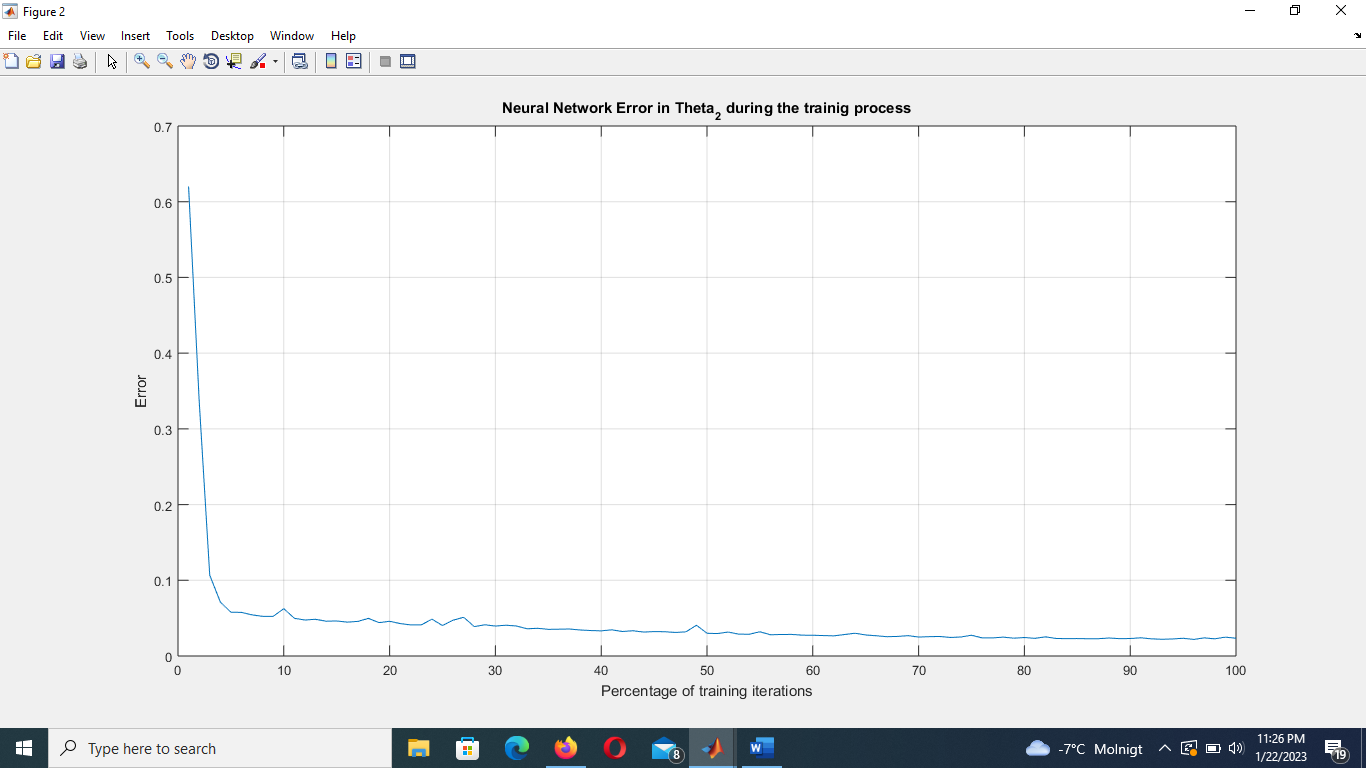 Figure 2
File Edit View Insert Tools Desktop Window Help
Neural Network Error in Theta2 during the trainig process
0.7
0.6
0.5
0.4
0.3
0.2
0.1
0
Error
0 10 20 30 40 50 60 70 80 90 100
Percentage of training iterations
Type here to search
8
W
-7°C Molnigt
11:26 PM
1/22/2023
19